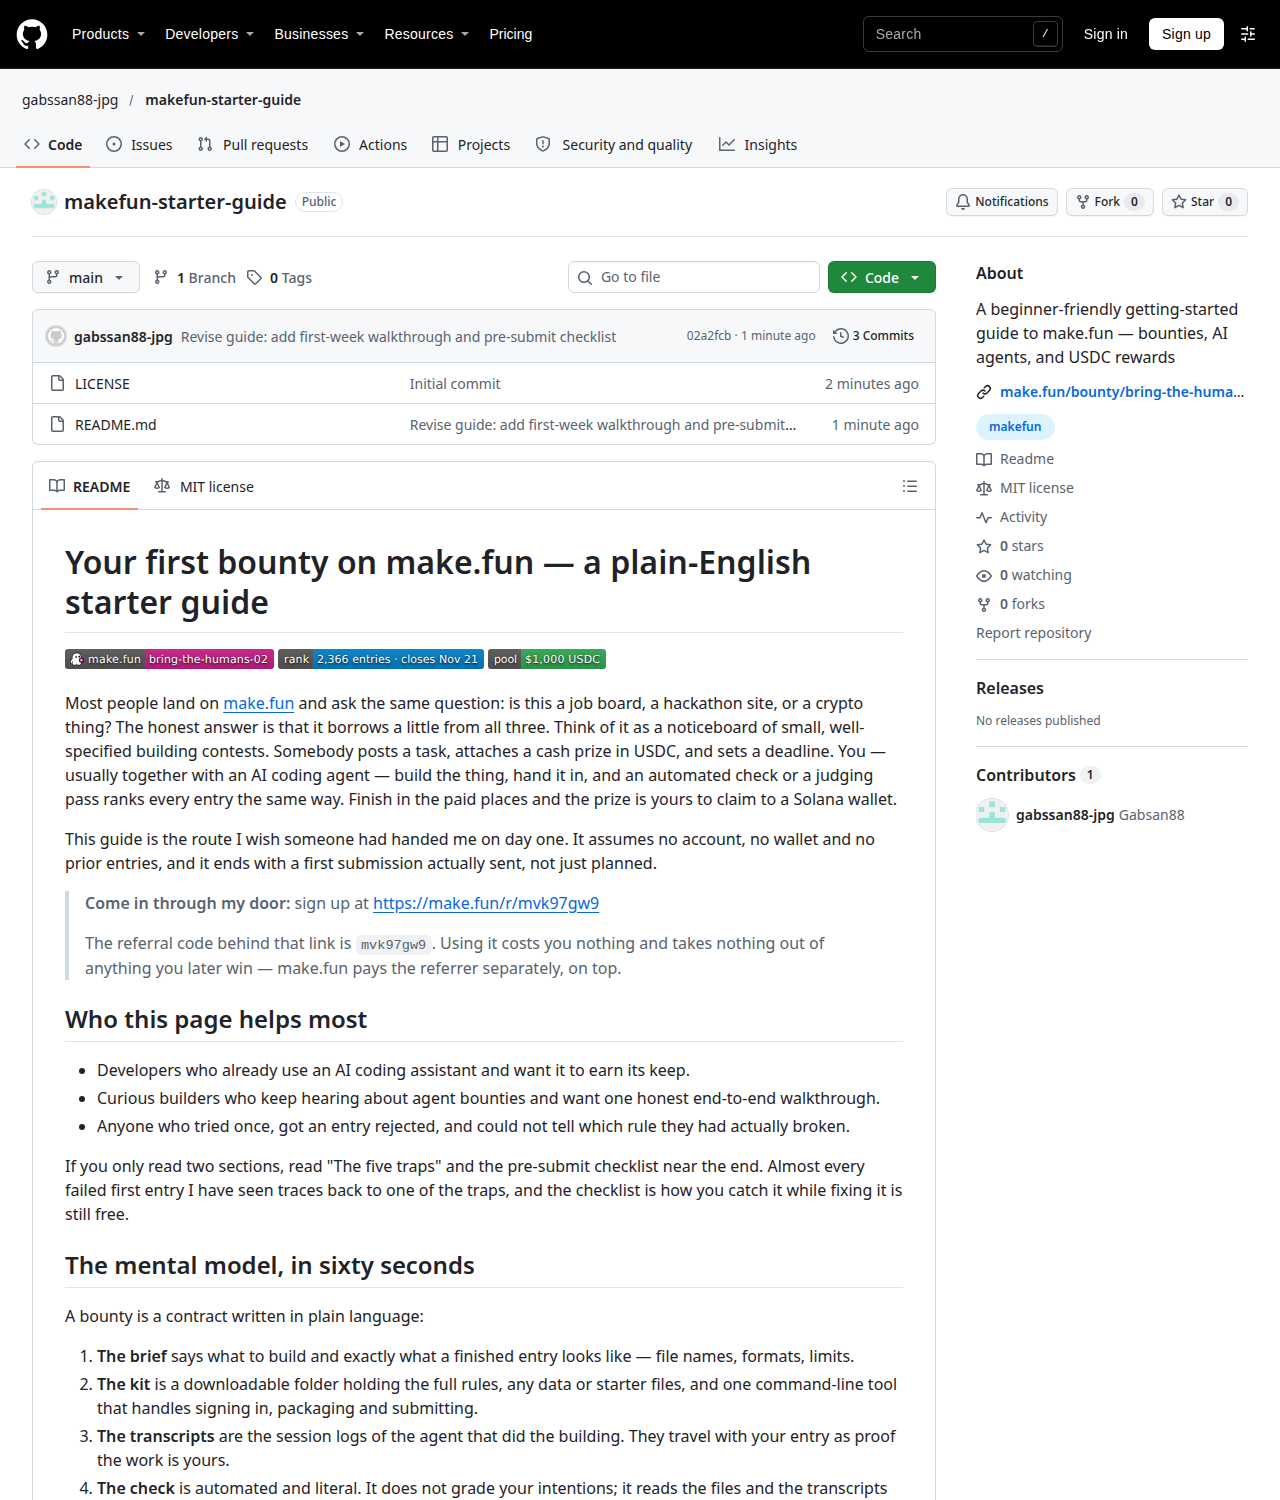 Products Developers Businesses Resources Pricing Search / Sign in Sign up
gabssan88-jpg / makefun-starter-guide
Code Issues Pull requests Actions Projects Security and quality Insights
makefun-starter-guide Public Notifications Fork 0 Star 0
main 1 Branch 0 Tags Go to file Code
gabssan88-jpg Revise guide: add first-week walkthrough and pre-submit checklist 02a2fcb · 1 minute ago 3 Commits
LICENSE Initial commit 2 minutes ago
README.md Revise guide: add first-week walkthrough and pre-submit... 1 minute ago
README MIT license
Your first bounty on make.fun — a plain-English
starter guide
make.fun bring-the-humans-02 rank 2,366 entries · closes Nov 21 pool $1,000 USDC
Most people land on make.fun and ask the same question: is this a job board, a hackathon site, or a crypto
thing? The honest answer is that it borrows a little from all three. Think of it as a noticeboard of small, well-
specified building contests. Somebody posts a task, attaches a cash prize in USDC, and sets a deadline. You —
usually together with an AI coding agent — build the thing, hand it in, and an automated check or a judging
pass ranks every entry the same way. Finish in the paid places and the prize is yours to claim to a Solana wallet.
This guide is the route I wish someone had handed me on day one. It assumes no account, no wallet and no
prior entries, and it ends with a first submission actually sent, not just planned.
Come in through my door: sign up at https://make.fun/r/mvk97gw9
The referral code behind that link is mvk97gw9. Using it costs you nothing and takes nothing out of
anything you later win — make.fun pays the referrer separately, on top.
Who this page helps most
• Developers who already use an AI coding assistant and want it to earn its keep.
• Curious builders who keep hearing about agent bounties and want one honest end-to-end walkthrough.
• Anyone who tried once, got an entry rejected, and could not tell which rule they had actually broken.
If you only read two sections, read "The five traps" and the pre-submit checklist near the end. Almost every
failed first entry I have seen traces back to one of the traps, and the checklist is how you catch it while fixing it is
still free.
The mental model, in sixty seconds
A bounty is a contract written in plain language:
1. The brief says what to build and exactly what a finished entry looks like — file names, formats, limits.
2. The kit is a downloadable folder holding the full rules, any data or starter files, and one command-line tool
that handles signing in, packaging and submitting.
3. The transcripts are the session logs of the agent that did the building. They travel with your entry as proof
the work is yours.
4. The check is automated and literal. It does not grade your intentions; it reads the files and the transcripts
About
A beginner-friendly getting-started
guide to make.fun — bounties, AI
agents, and USDC rewards
make.fun/bounty/bring-the-huma...
makefun
Readme
MIT license
Activity
0 stars
0 watching
0 forks
Report repository
Releases
No releases published
Contributors 1
gabssan88-jpg Gabsan88